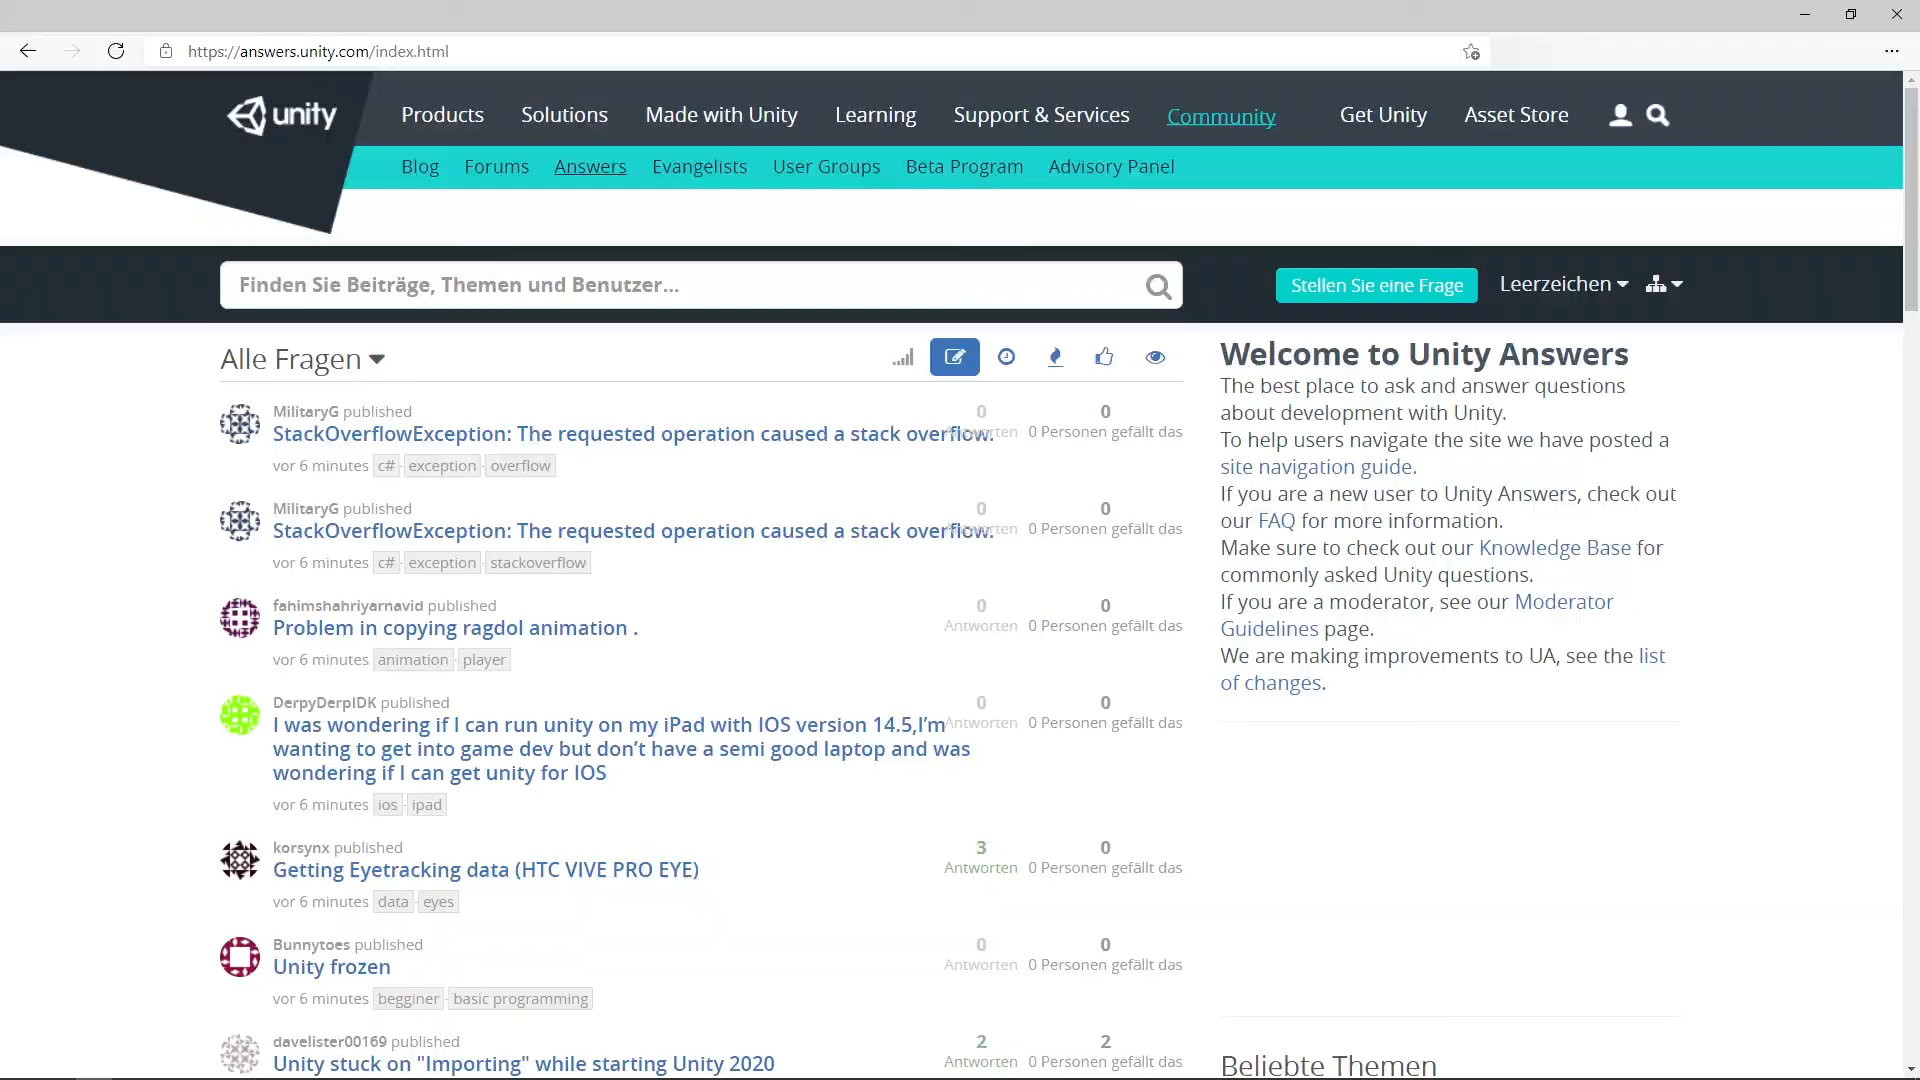 https://answers.unity.com/index.html
unity
Products Solutions Made with Unity Learning Support & Services Community Get Unity Asset Store
Blog Forums Answers Evangelists User Groups Beta Program Advisory Panel
Finden Sie Beiträge, Themen und Benutzer...
Stellen Sie eine Frage
Leerzeichen
Alle Fragen
MilitaryG published
0 0
StackOverflowException: The requested operation caused a stack overflow.
Antworten 0 Personen gefällt das
vor 6 minutes c# · exception · overflow
MilitaryG published
0 0
StackOverflowException: The requested operation caused a stack overflow.
Antworten 0 Personen gefällt das
vor 6 minutes c# · exception · stackoverflow
fahimshahriyarnavid published
0 0
Problem in copying ragdol animation .
Antworten 0 Personen gefällt das
vor 6 minutes animation · player
DerpyDerpIDK published
0 0
I was wondering if I can run unity on my iPad with IOS version 14.5,I’m
Antworten 0 Personen gefällt das
wanting to get into game dev but don’t have a semi good laptop and was
wondering if I can get unity for IOS
vor 6 minutes ios · ipad
korsynx published
3 0
Getting Eyetracking data (HTC VIVE PRO EYE)
Antworten 0 Personen gefällt das
vor 6 minutes data · eyes
Bunnytoes published
0 0
Unity frozen
Antworten 0 Personen gefällt das
vor 6 minutes begginer · basic programming
davelister00169 published
2 2
Unity stuck on "Importing" while starting Unity 2020
Antworten 0 Personen gefällt das
Welcome to Unity Answers
The best place to ask and answer questions
about development with Unity.
To help users navigate the site we have posted a
site navigation guide.
If you are a new user to Unity Answers, check out
our FAQ for more information.
Make sure to check out our Knowledge Base for
commonly asked Unity questions.
If you are a moderator, see our Moderator
Guidelines page.
We are making improvements to UA, see the list
of changes.
Beliebte Themen